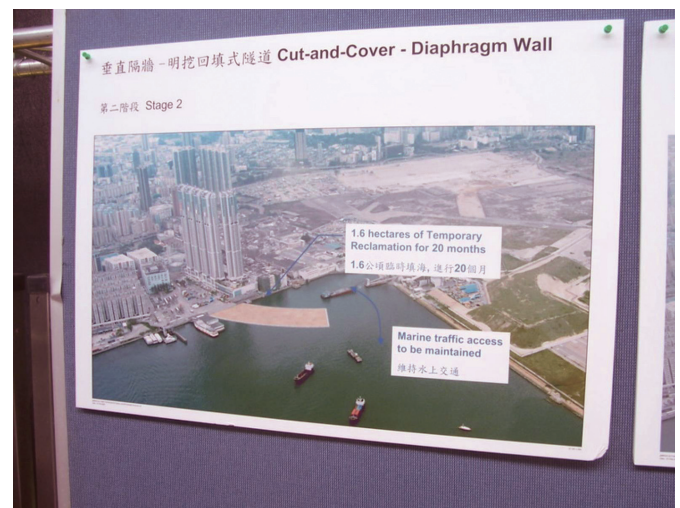 垂直隔牆－明挖回填式隧道 Cut-and-Cover - Diaphragm Wall
第二階段 Stage 2
1.6 hectares of Temporary
Reclamation for 20 months
1.6公頃臨時填海, 進行20個月
Marine traffic access
to be maintained
維持水上交通